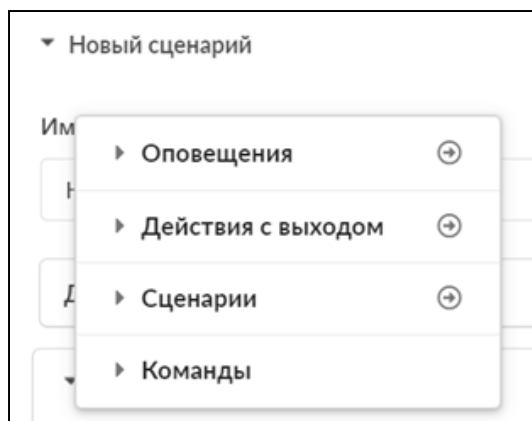 Новый сценарий
Оповещения
Действия с выходом
Сценарии
Команды